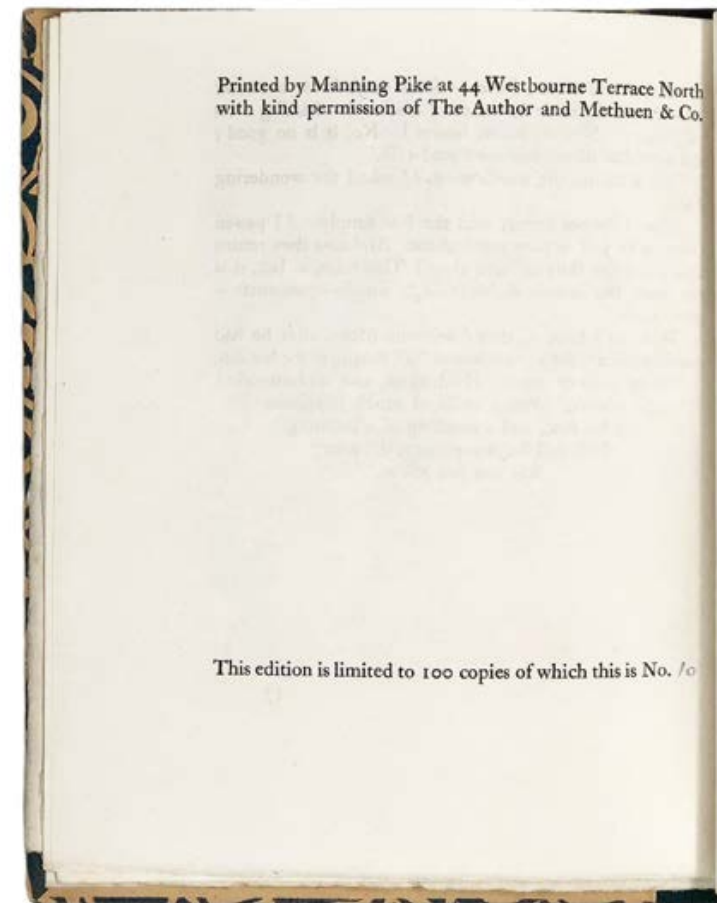 Printed by Manning Pike at 44 Westbourne Terrace North
with kind permission of The Author and Methuen & Co.
This edition is limited to 100 copies of which this is No. 10